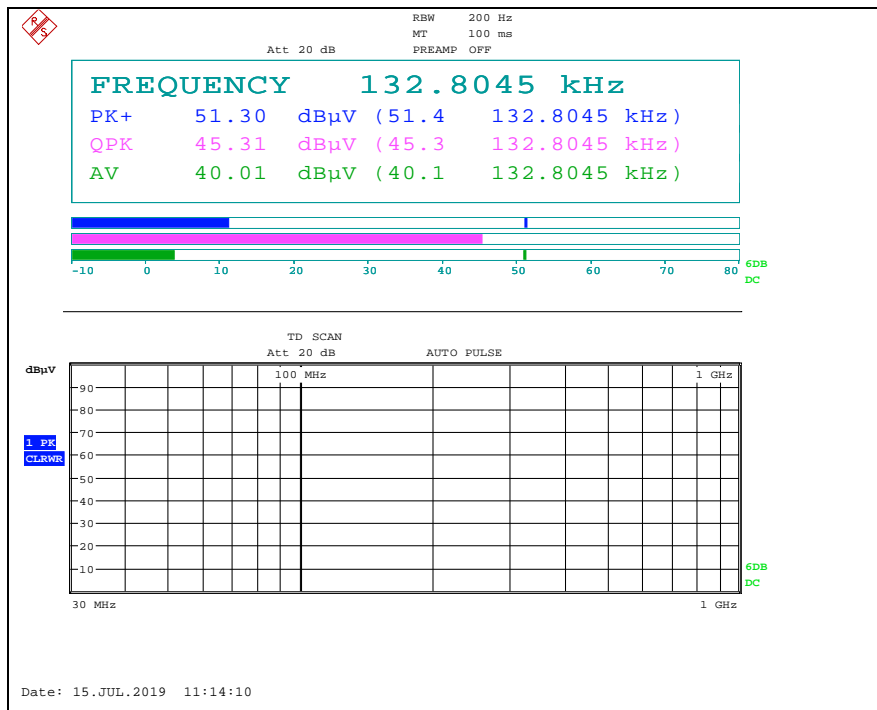 R S
RBW 200 Hz
MT 100 ms
Att 20 dB PREAMP OFF
FREQUENCY 132.8045 kHz
PK+ 51.30 dBµV (51.4 132.8045 kHz)
QPK 45.31 dBµV (45.3 132.8045 kHz)
AV 40.01 dBµV (40.1 132.8045 kHz)
-10 0 10 20 30 40 50 60 70 80
6DB
DC
TD SCAN
Att 20 dB AUTO PULSE
dBµV
100 MHz 1 GHz
90
80
70
1 PK
CLRWR
60
50
40
30
20
10
6DB
DC
30 MHz 1 GHz
Date: 15.JUL.2019 11:14:10